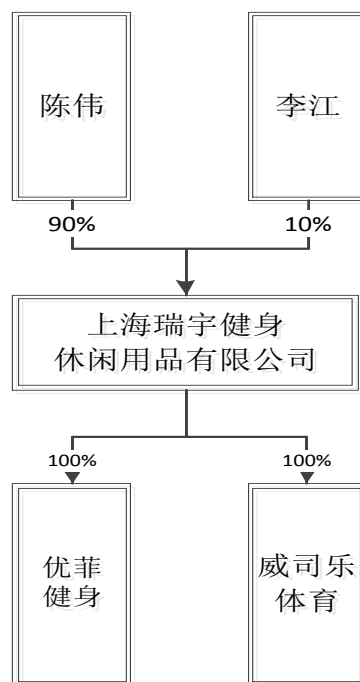 陈伟
李江
90%
10%
上海瑞宇健身
休闲用品有限公司
100%
100%
优菲
健身
威司乐
体育